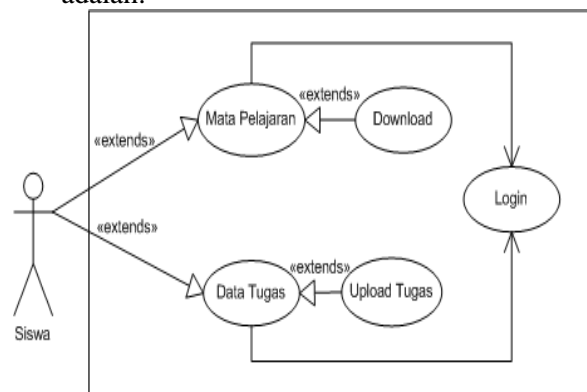 adalah:
«extends»
Mata Pelajaran
Download
«extends»
Login
«extends»
«extends»
Data Tugas
Upload Tugas
Siswa